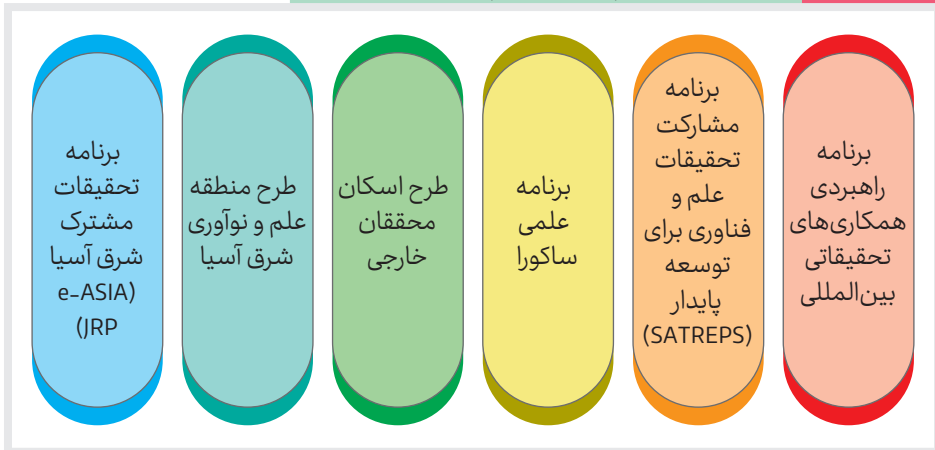 برنامه
راهبردی
همکاری‌های
تحقیقاتی
بین‌المللی
برنامه
مشارکت
تحقیقات
علم و
فناوری برای
توسعه
پایدار
(SATREPS)
برنامه
علمی
ساکورا
طرح اسکان
محققان
خارجی
طرح منطقه
علم و نوآوری
شرق آسیا
برنامه
تحقیقات
مشترک
شرق آسیا
e-ASIA)
(JRP